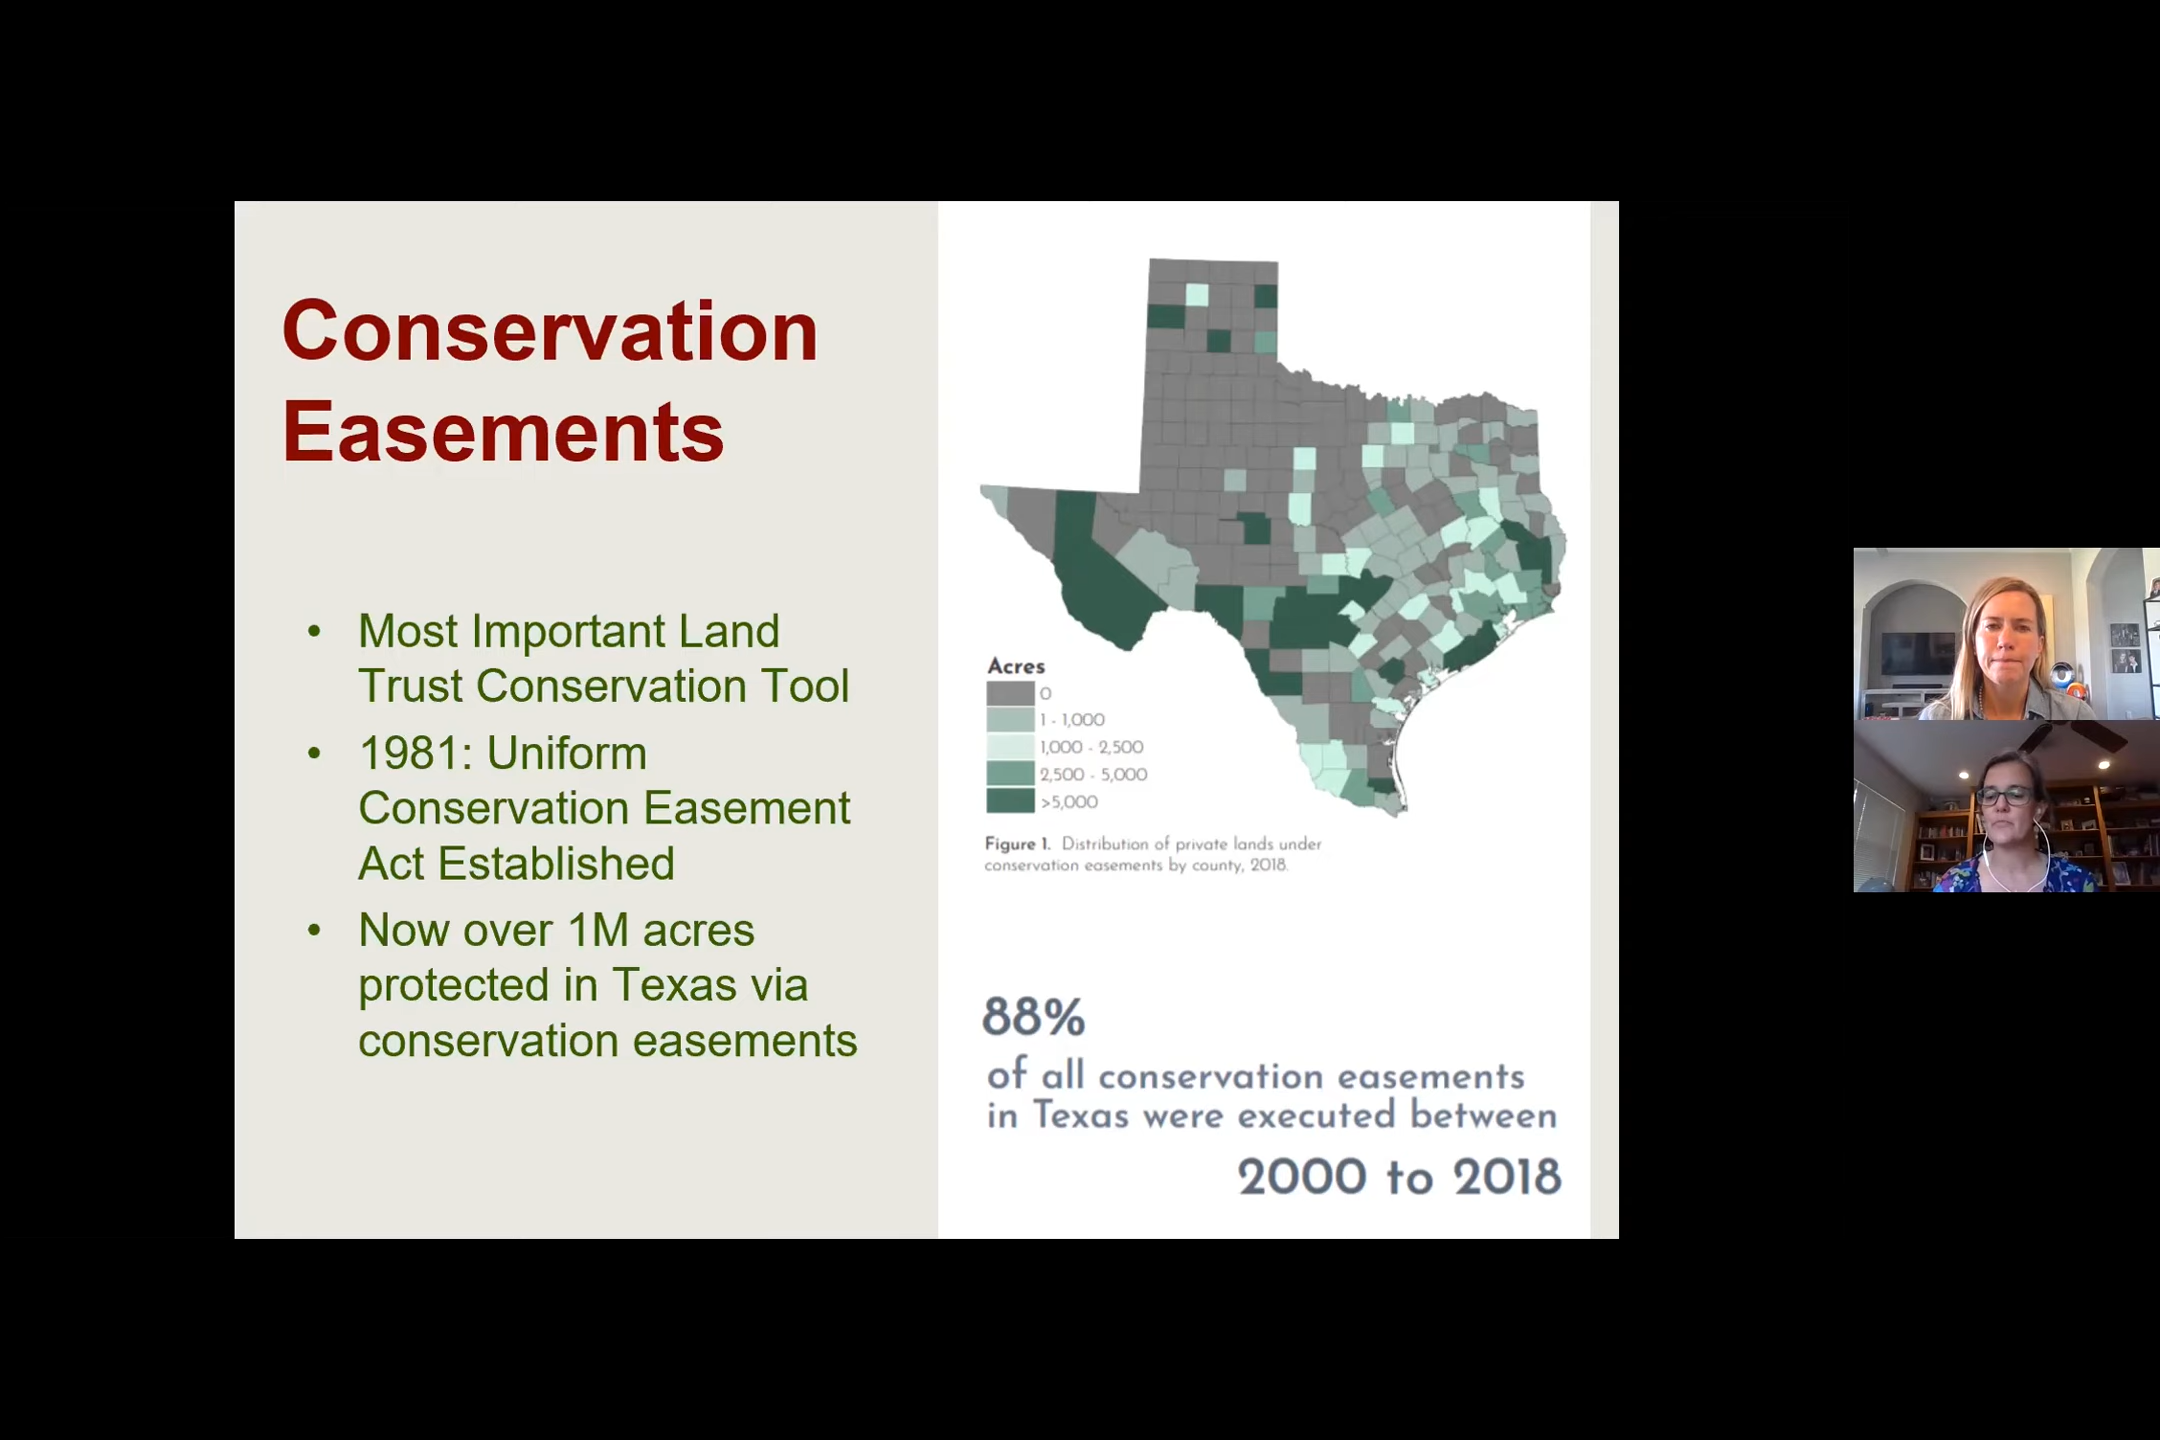 Conservation
Easements
• Most Important Land
Trust Conservation Tool
• 1981: Uniform
Conservation Easement
Act Established
• Now over 1M acres
protected in Texas via
conservation easements
Acres
0
1 - 1,000
1,000 - 2,500
2,500 - 5,000
>5,000
Figure 1. Distribution of private lands under
conservation easements by county, 2018.
88%
of all conservation easements
in Texas were executed between
2000 to 2018